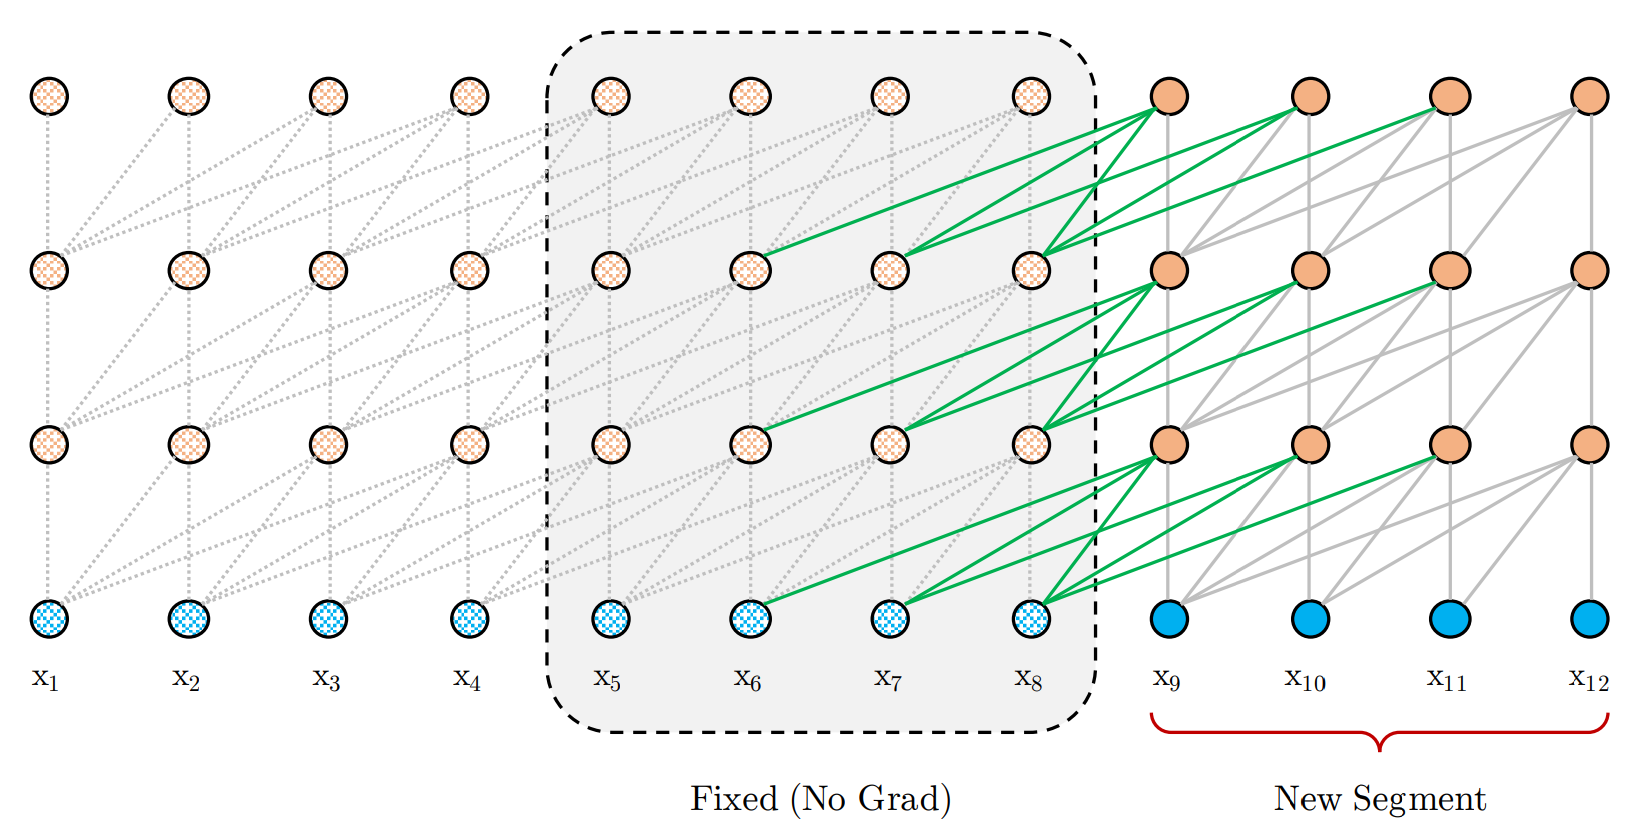 x₁ x₂ x₃ x₄ x₅ x₆ x₇ x₈ x₉ x₁₀ x₁₁ x₁₂
Fixed (No Grad) New Segment